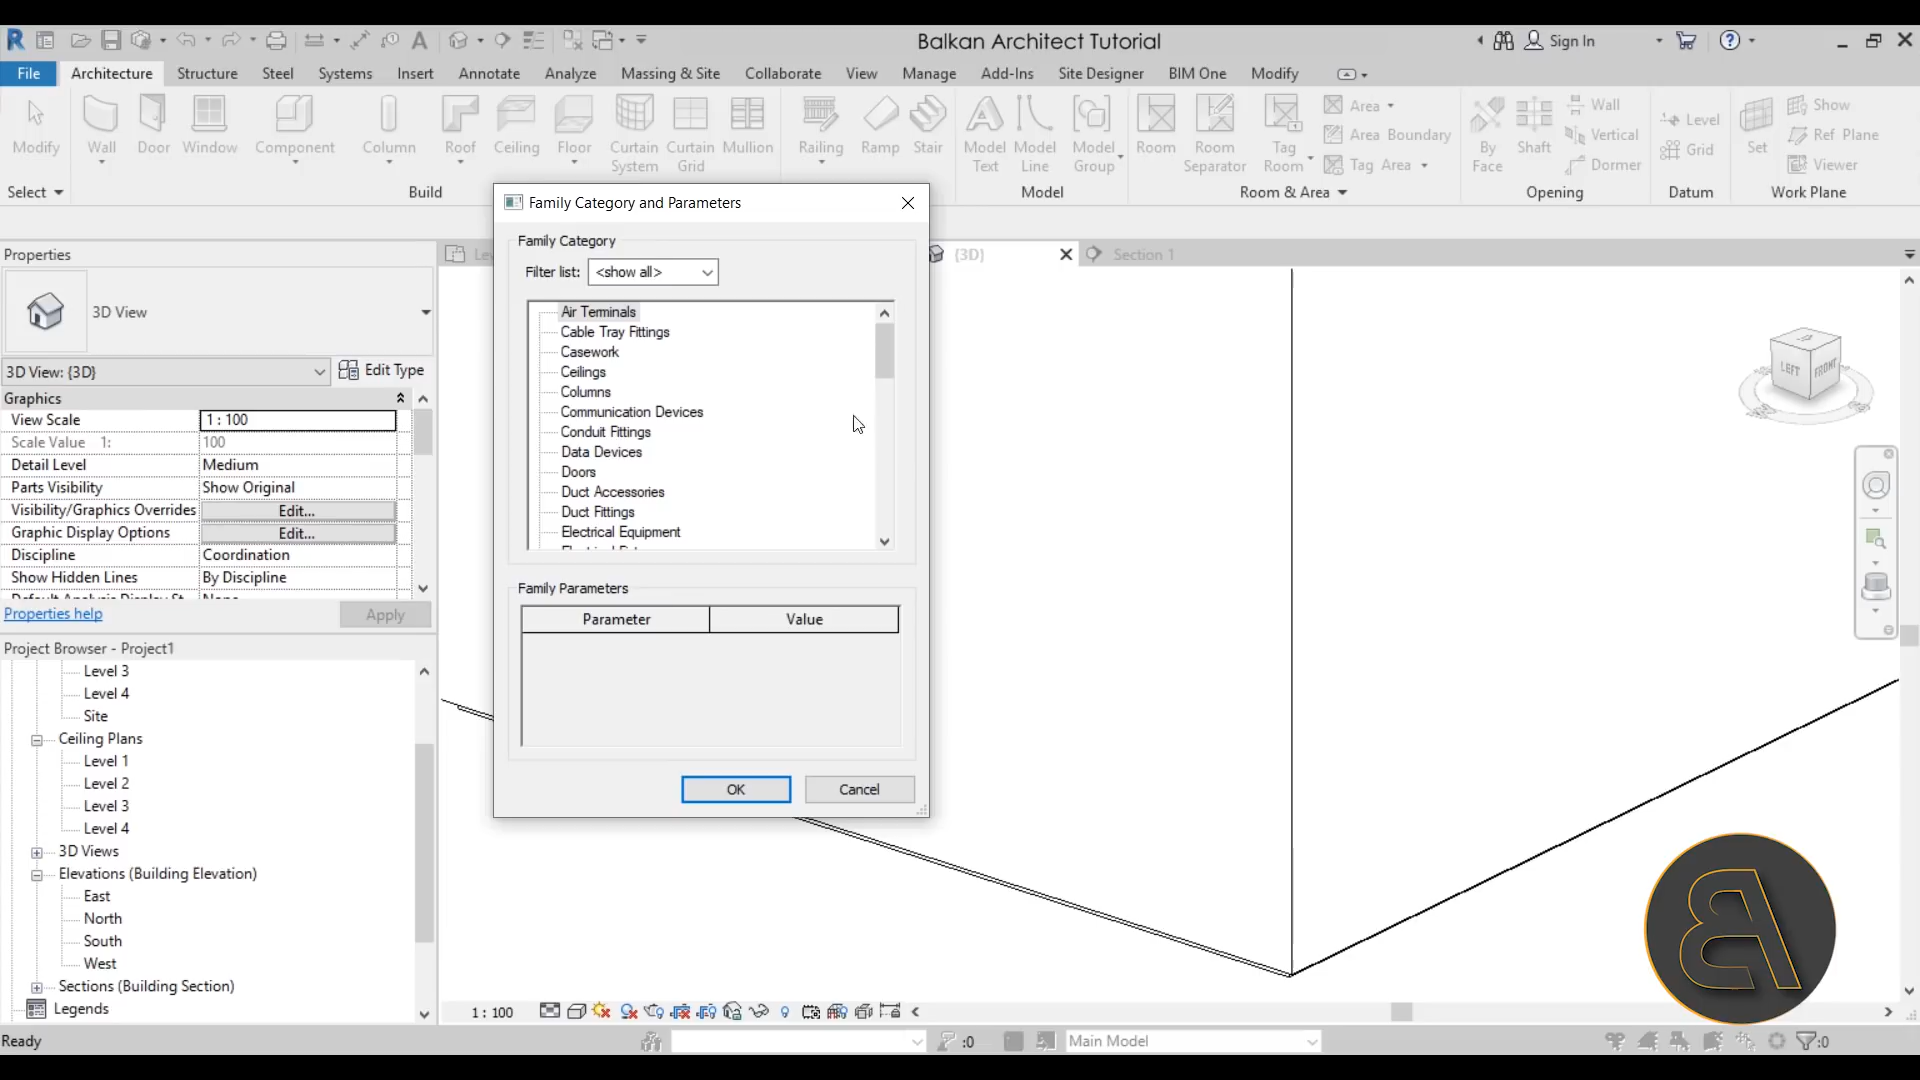 Balkan Architect Tutorial
Sign In
File Architecture Structure Steel Systems Insert Annotate Analyze Massing & Site Collaborate View Manage Add-Ins Site Designer BIM One Modify
Modify Wall Door Window Component Column Roof Ceiling Floor Curtain System Curtain Grid Mullion Railing Ramp Stair Model Text Model Line Model Group Room Room Separator Tag Room
Area
Area Boundary
Tag Area
By Face Shaft
Wall
Vertical
Dormer
Level
Grid
Set
Show
Ref Plane
Viewer
Select Build Model Room & Area Opening Datum Work Plane
Properties
3D View
3D View: {3D} Edit Type
Graphics
View Scale 1 : 100
Scale Value 1: 100
Detail Level Medium
Parts Visibility Show Original
Visibility/Graphics Overrides Edit...
Graphic Display Options Edit...
Discipline Coordination
Show Hidden Lines By Discipline
Properties help Apply
Project Browser - Project1
Level 3
Level 4
Site
Ceiling Plans
Level 1
Level 2
Level 3
Level 4
3D Views
Elevations (Building Elevation)
East
North
South
West
Sections (Building Section)
Legends
{3D} Section 1
Family Category and Parameters
Family Category
Filter list: <show all>
Air Terminals
Cable Tray Fittings
Casework
Ceilings
Columns
Communication Devices
Conduit Fittings
Data Devices
Doors
Duct Accessories
Duct Fittings
Electrical Equipment
Family Parameters
Parameter Value
OK Cancel
LEFT FRONT
1 : 100
Ready :0 Main Model :0